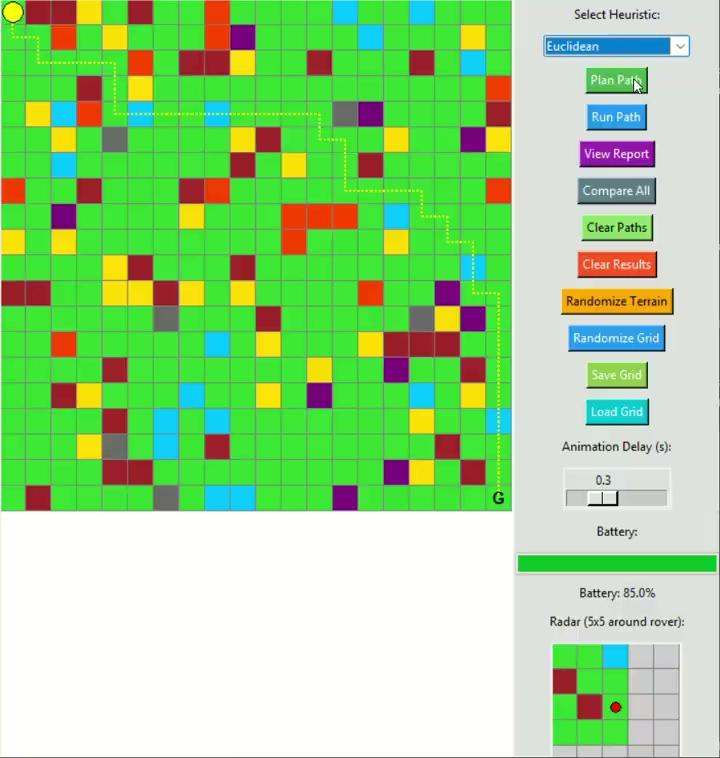 Select Heuristic:
Euclidean
Plan Path
Run Path
View Report
Compare All
Clear Paths
Clear Results
Randomize Terrain
Randomize Grid
Save Grid
Load Grid
Animation Delay (s):
0.3
Battery:
Battery: 85.0%
Radar (5x5 around rover):
G